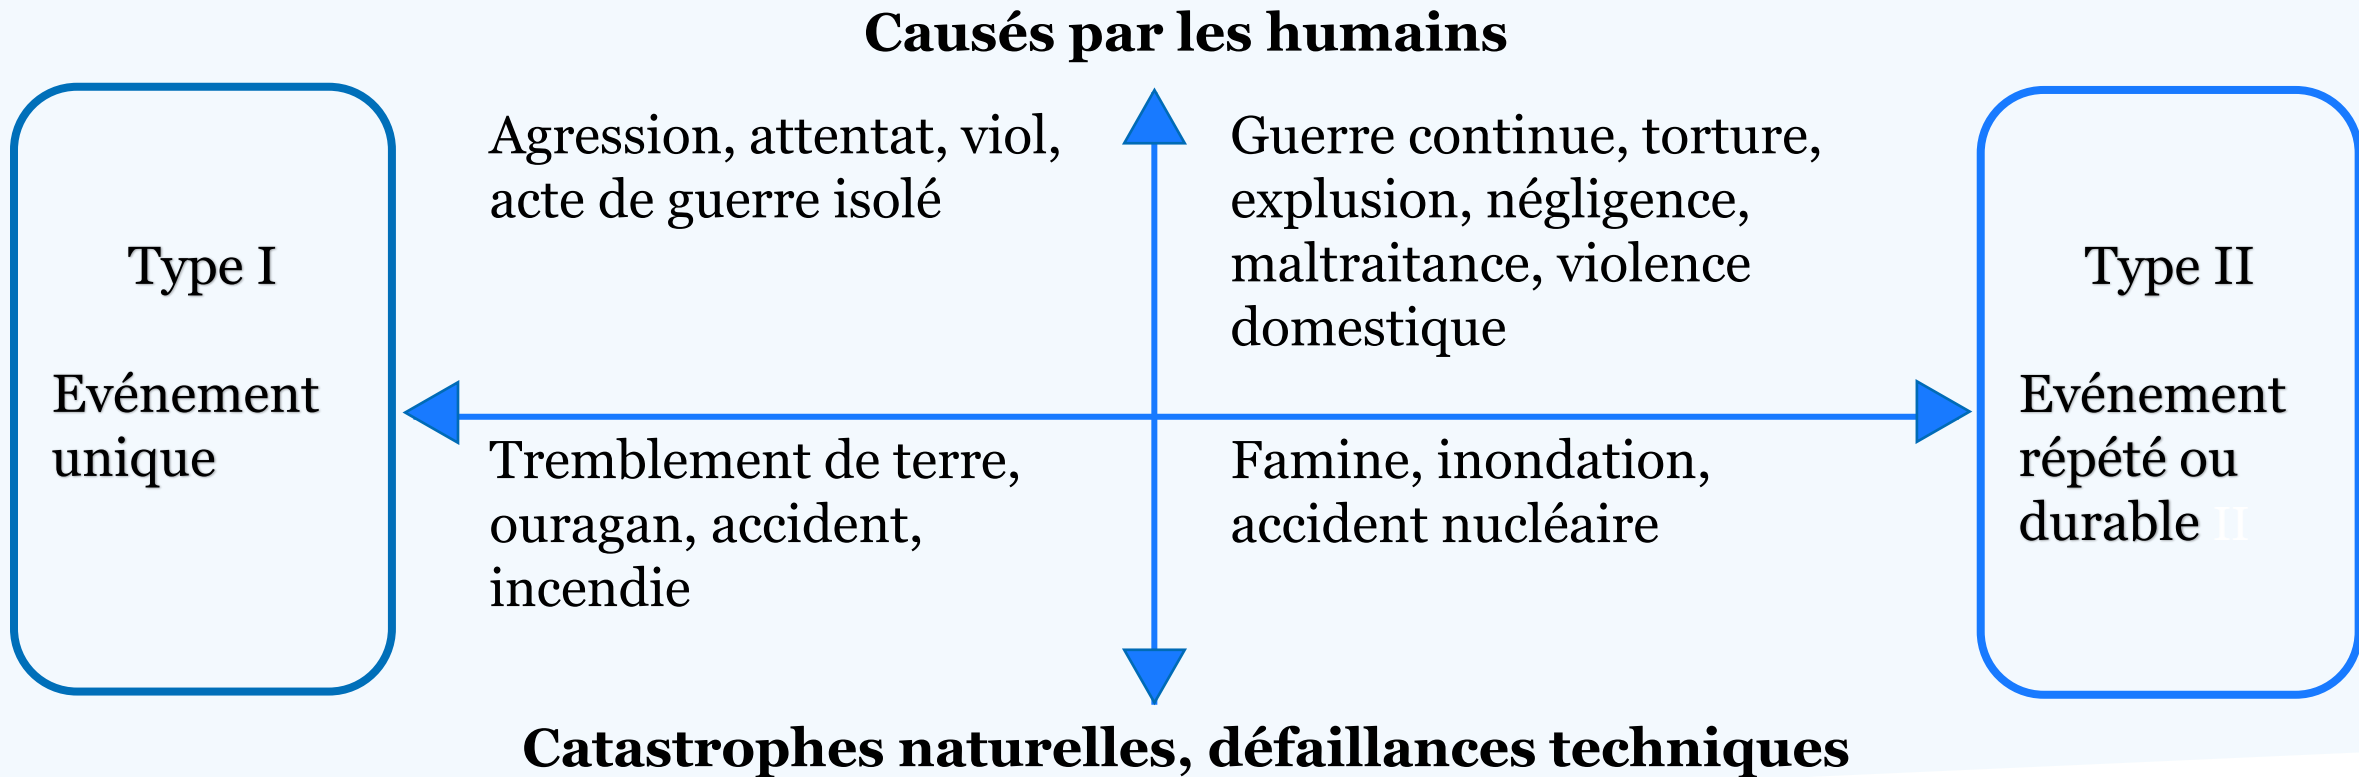 Causés par les humains
Type I
Evénement
unique
Agression, attentat, viol,
acte de guerre isolé
Guerre continue, torture,
explusion, négligence,
maltraitance, violence
domestique
Tremblement de terre,
ouragan, accident,
incendie
Famine, inondation,
accident nucléaire
Type II
Evénement
répété ou
durable II
Catastrophes naturelles, défaillances techniques